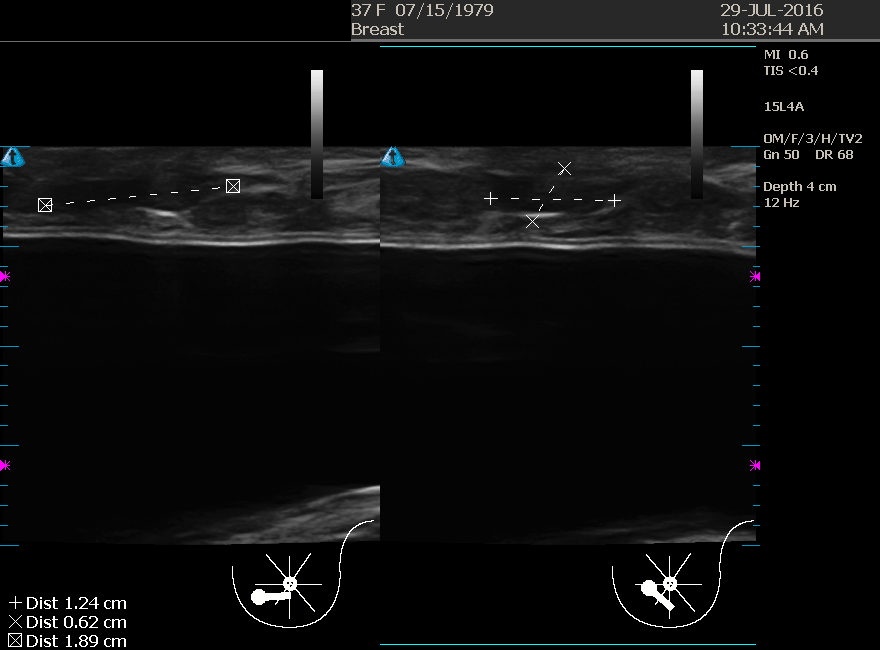 37 F 07/15/1979 29-JUL-2016
Breast 10:33:44 AM
MI 0.6
TIS <0.4
15L4A
OM/F/3/H/TV2
Gn 50 DR 68
Depth 4 cm
12 Hz
+ Dist 1.24 cm
× Dist 0.62 cm
⊠ Dist 1.89 cm